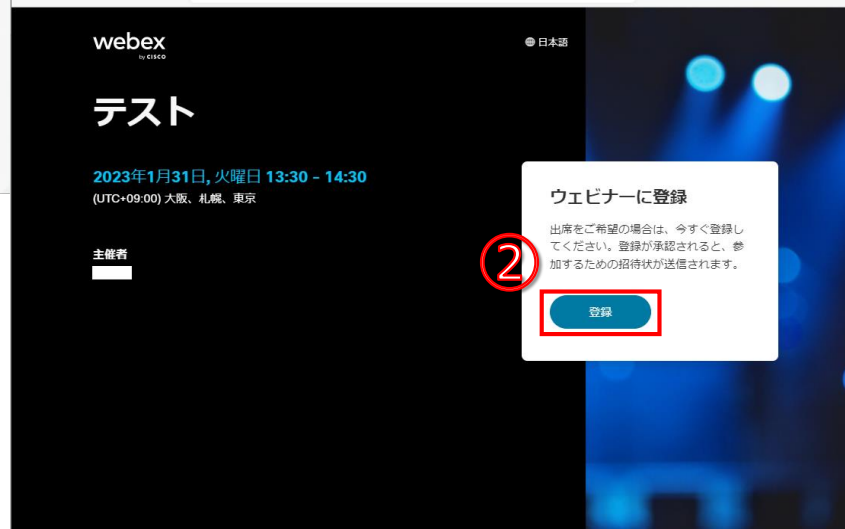 webex
by CISCO
日本語
テスト
2023年1月31日, 火曜日 13:30 - 14:30
(UTC+09:00) 大阪、札幌、東京
主催者
ウェビナーに登録
出席をご希望の場合は、今すぐ登録し
てください。登録が承認されると、参
加するための招待状が送信されます。
②
登録